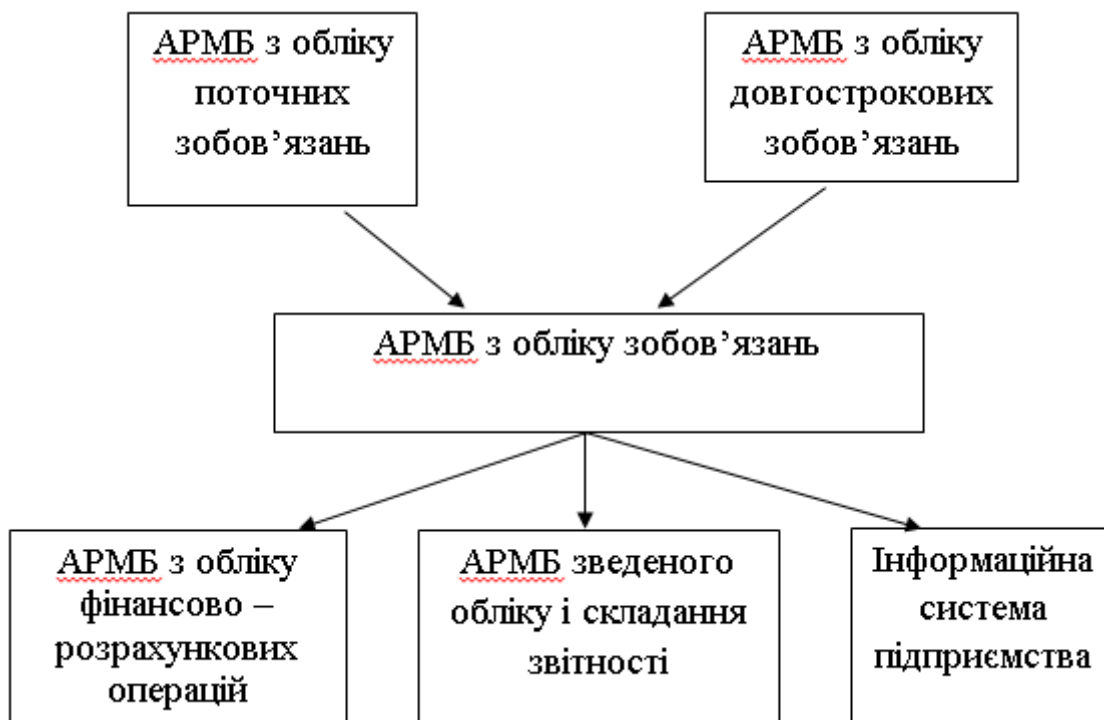 АРМБ з обліку
поточних
зобов’язань
АРМБ з обліку
довгострокових
зобов’язань
АРМБ з обліку зобов’язань
АРМБ з обліку
фінансово –
розрахункових
операцій
АРМБ зведеного
обліку і складання
звітності
Інформаційна
система
підприємства